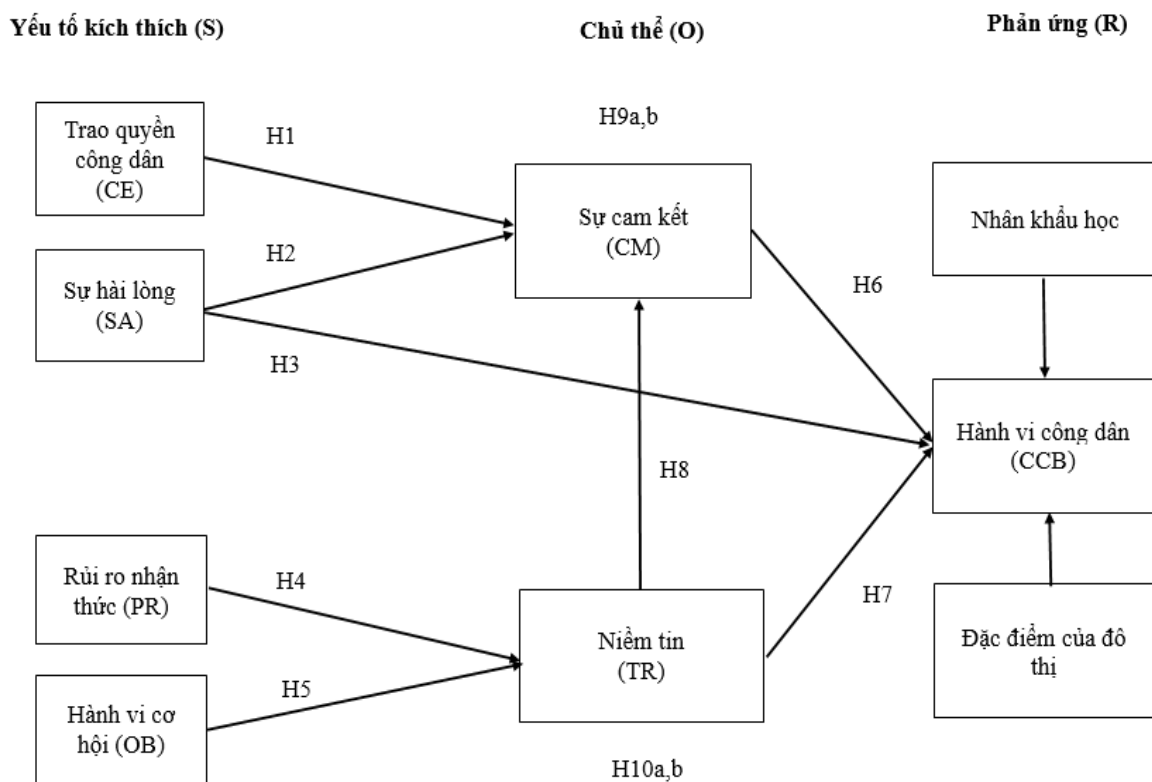 Yếu tố kích thích (S)
Chủ thể (O)
Phản ứng (R)
Trao quyền
công dân
(CE)
H1
H9a,b
Sự cam kết
(CM)
Nhân khẩu học
H2
Sự hài lòng
(SA)
H6
H3
Hành vi công dân
(CCB)
H8
Rủi ro nhận
thức (PR)
H4
Niềm tin
(TR)
H7
Đặc điểm của đô
thị
H5
Hành vi cơ
hội (OB)
H10a,b